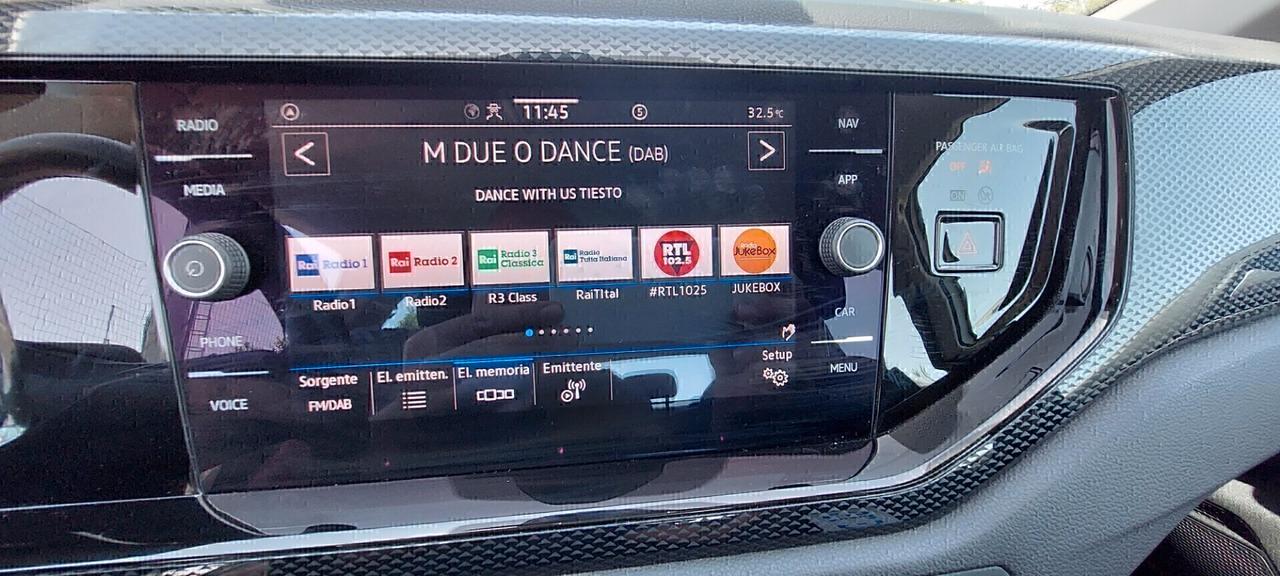 RADIO
MEDIA
PHONE
VOICE
11:45
5
32.5°C
M DUE O DANCE (DAB)
DANCE WITH US TIESTO
Rai Radio 1
Rai Radio 2
Rai Radio 3 Classica
Rai Radio Tutta Italiana
RTL 102.5
Radio JukeBox
Radio1
Radio2
R3 Class
RaiTItal
#RTL1025
JUKEBOX
Sorgente
FM/DAB
El. emitten.
El. memoria
Emittente
Setup
NAV
APP
CAR
MENU
PASSENGER AIR BAG
OFF
ON